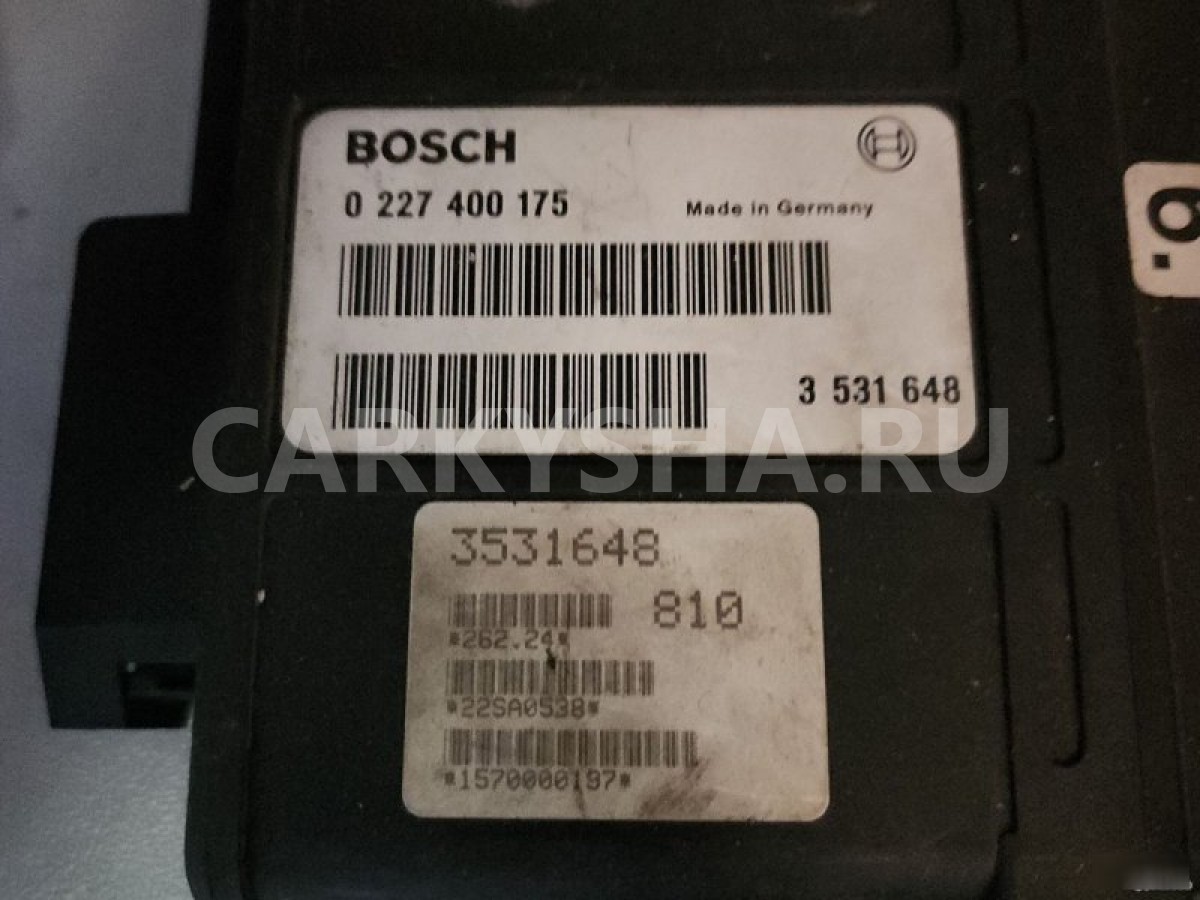 BOSCH
0 227 400 175
Made in Germany
3 531 648
CARKYSHA.RU
3531648
810
*262.24*
*22SA0538*
*1570000197*
9.